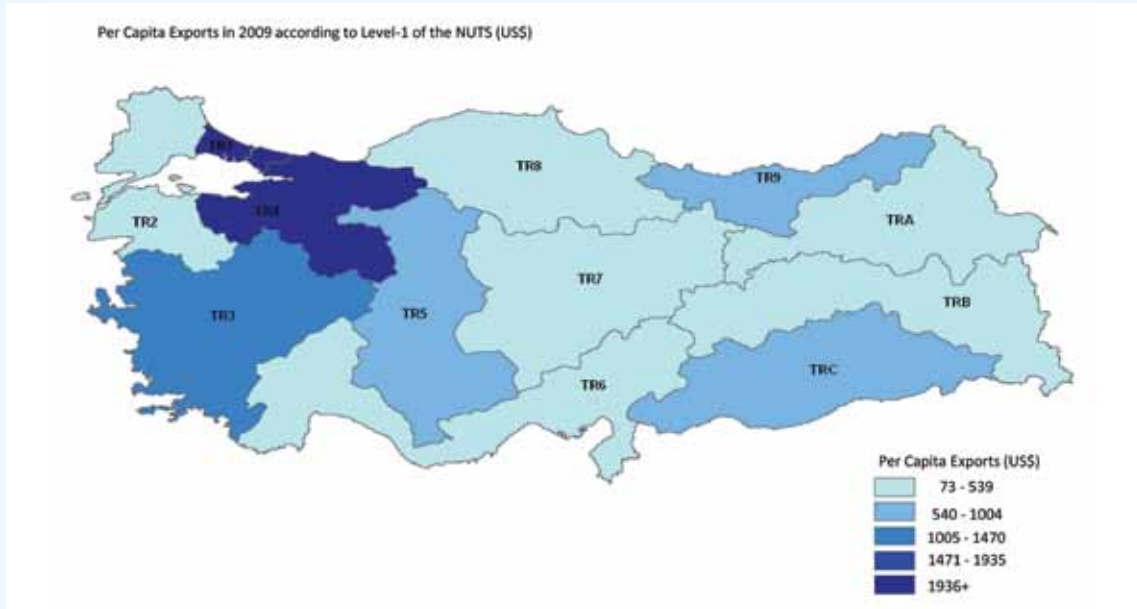 Per Capita Exports in 2009 according to Level-1 of the NUTS (US$)
TR1
TR8
TR9
TR2
TR4
TRA
TR7
TRB
TR3
TR5
TRC
TR6
Per Capita Exports (US$)
73 - 539
540 - 1004
1005 - 1470
1471 - 1935
1936+